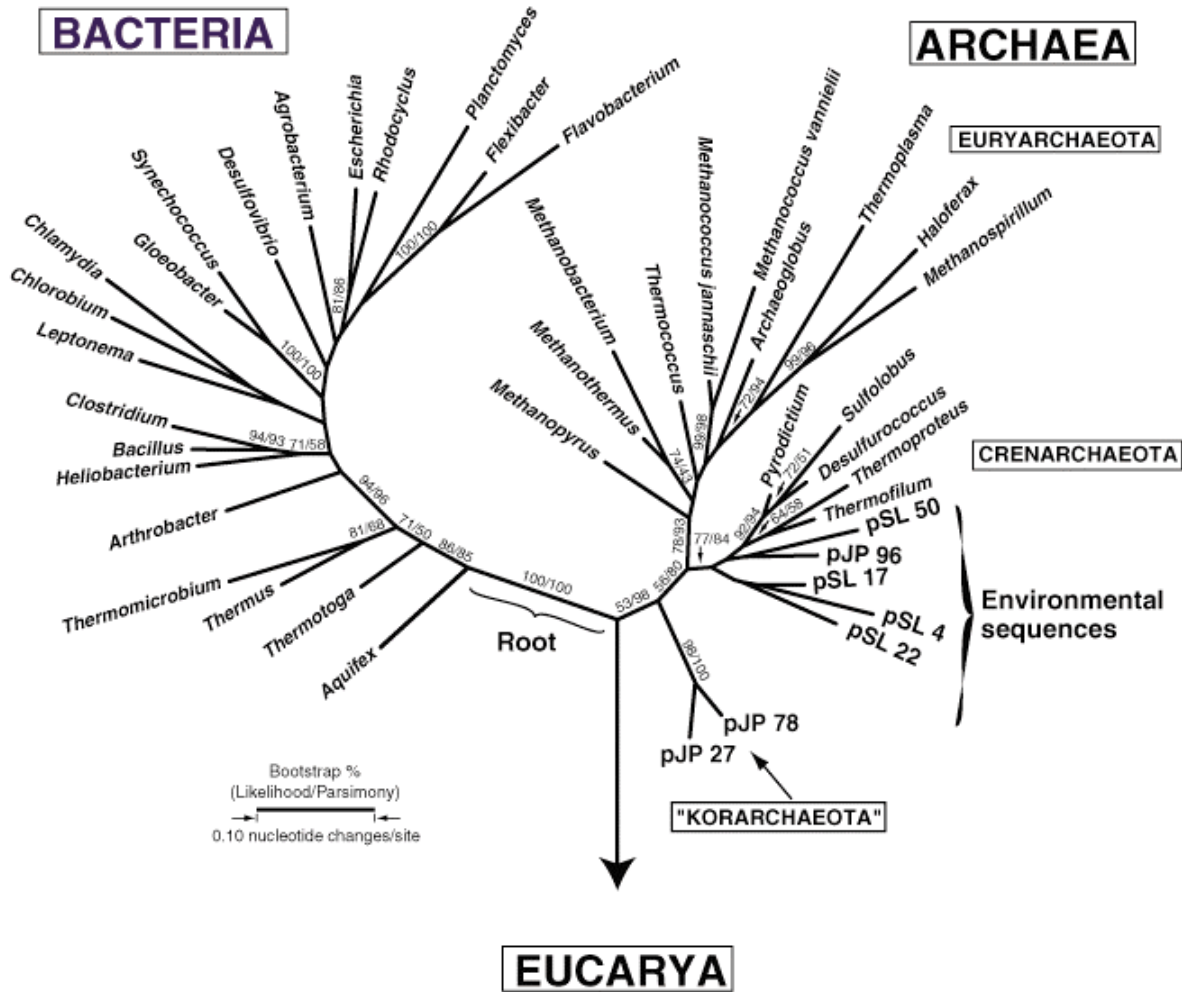 BACTERIA
ARCHAEA
EURYARCHAEOTA
CRENARCHAEOTA
Planctomyces
Flexibacter
Flavobacterium
Rhodocyclus
Escherichia
Agrobacterium
Desulfovibrio
Synechococcus
Gloeobacter
Chlamydia
Chlorobium
Leptonema
Clostridium
Bacillus
Heliobacterium
Arthrobacter
Thermomicrobium
Thermus
Thermotoga
Aquifex
100/100
81/86
100/100
94/93
71/58
94/96
81/68
71/50
86/85
100/100
Root
Methanopyrus
Methanothermus
Methanobacterium
Thermococcus
Methanococcus jannaschii
Methanococcus vannielii
Archaeoglobus
Thermoplasma
Haloferax
Methanospirillum
Sulfolobus
Pyrodictium
Desulfurococcus
Thermoproteus
Thermofilum
pSL 50
pJP 96
pSL 17
pSL 4
pSL 22
Environmental
sequences
74/43
99/98
72/94
99/96
72/51
92/94
64/58
78/93
77/84
56/80
53/98
98/100
pJP 78
pJP 27
"KORARCHAEOTA"
Bootstrap %
(Likelihood/Parsimony)
0.10 nucleotide changes/site
EUCARYA